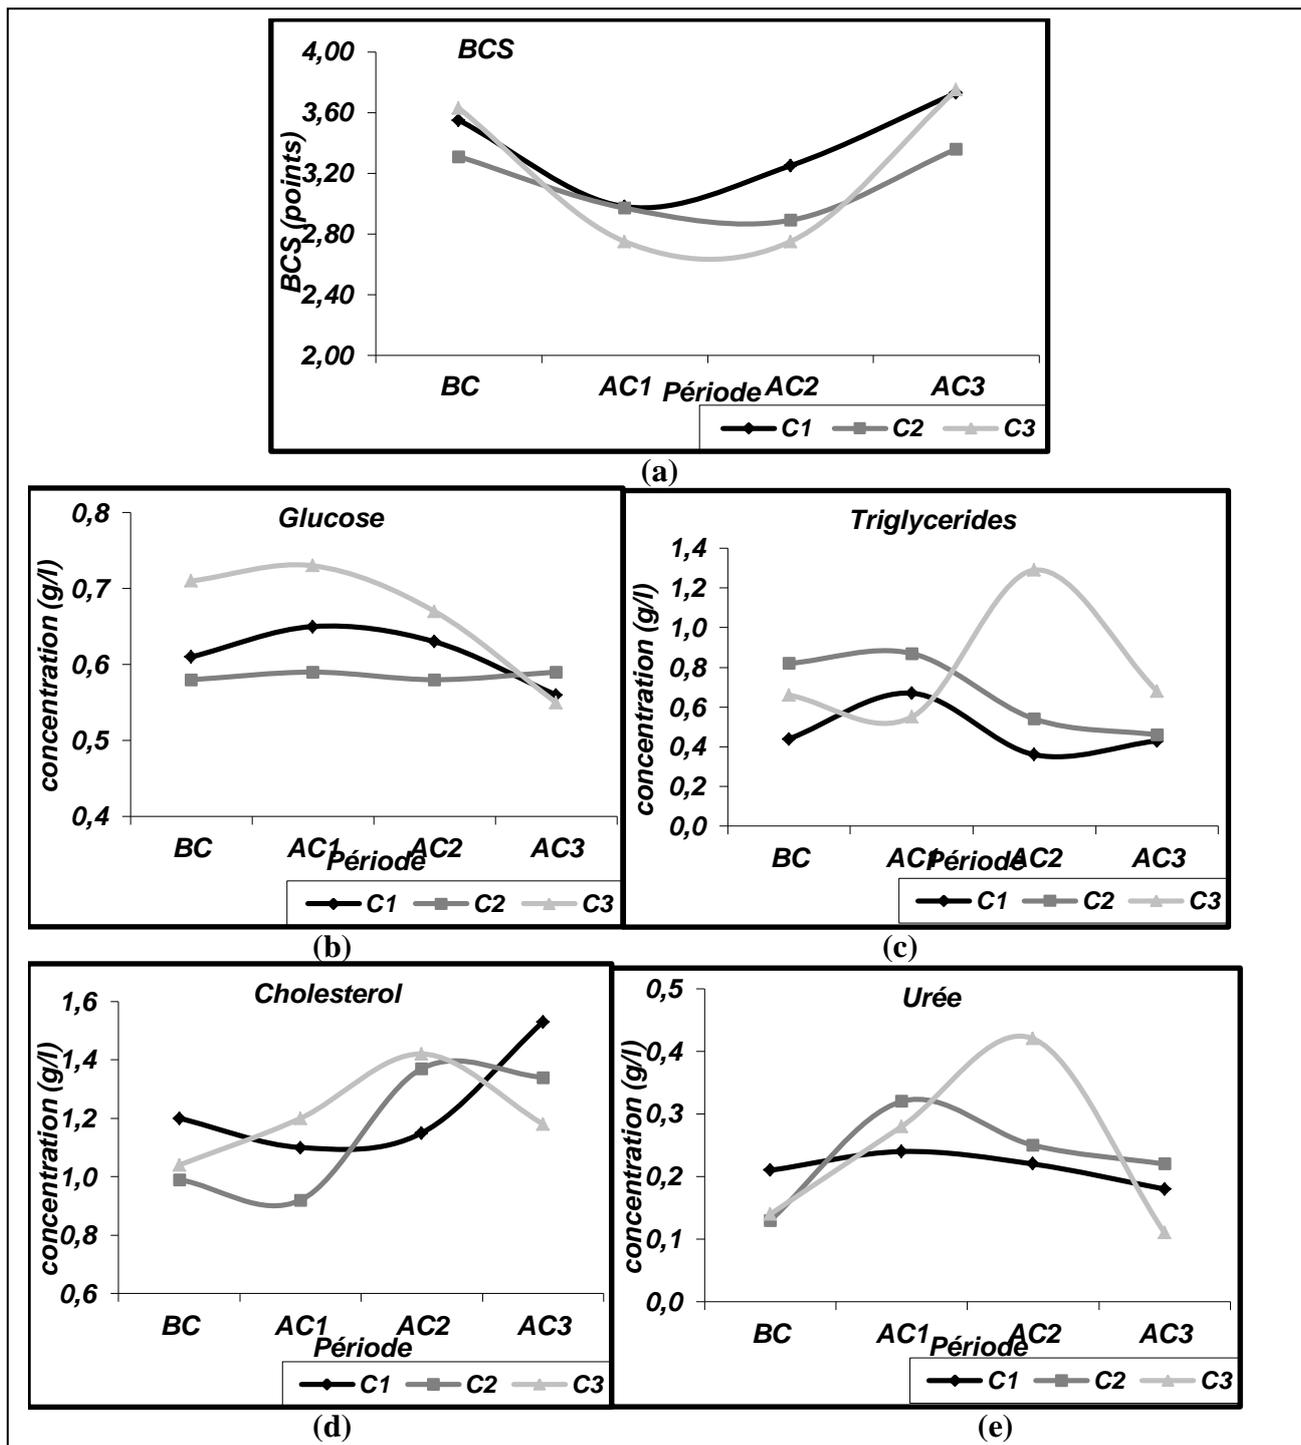 BCS
4,00
3,60
3,20
2,80
2,40
2,00
BCS (points)
BC AC1 AC2 AC3
Période
C1 C2 C3
(a)
Glucose
0,8
0,7
0,6
0,5
0,4
concentration (g/l)
BC AC1 AC2 AC3
Période
C1 C2 C3
(b)
Triglycerides
1,4
1,2
1,0
0,8
0,6
0,4
0,2
0,0
concentration (g/l)
BC AC1 AC2 AC3
Période
C1 C2 C3
(c)
Cholesterol
1,6
1,4
1,2
1,0
0,8
0,6
concentration (g/l)
BC AC1 AC2 AC3
Période
C1 C2 C3
(d)
Urée
0,5
0,4
0,3
0,2
0,1
0,0
concentration (g/l)
BC AC1 AC2 AC3
Période
C1 C2 C3
(e)